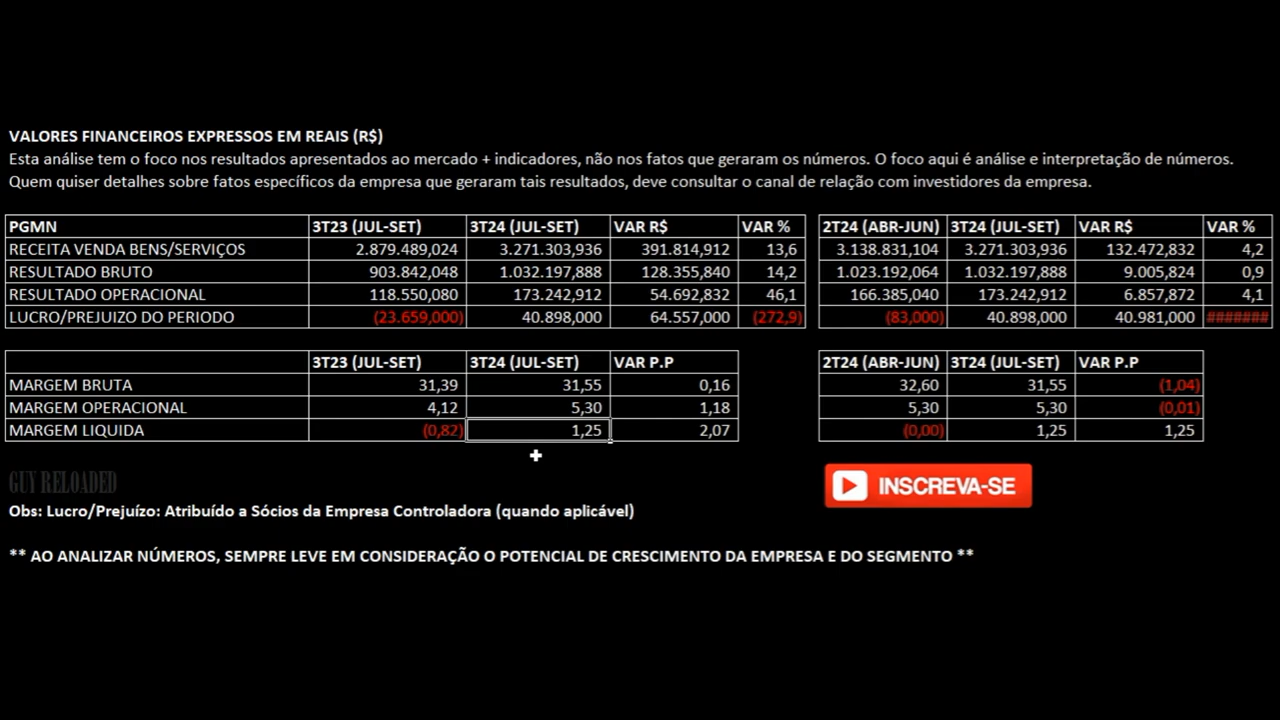 VALORES FINANCEIROS EXPRESSOS EM REAIS (R$)
Esta análise tem o foco nos resultados apresentados ao mercado + indicadores, não nos fatos que geraram os números. O foco aqui é análise e interpretação de números.
Quem quiser detalhes sobre fatos específicos da empresa que geraram tais resultados, deve consultar o canal de relação com investidores da empresa.
PGMN 3T23 (JUL-SET) 3T24 (JUL-SET) VAR R$ VAR % 2T24 (ABR-JUN) 3T24 (JUL-SET) VAR R$ VAR %
RECEITA VENDA BENS/SERVIÇOS 2.879.489,024 3.271.303,936 391.814,912 13,6 3.138.831,104 3.271.303,936 132.472,832 4,2
RESULTADO BRUTO 903.842,048 1.032.197,888 128.355,840 14,2 1.023.192,064 1.032.197,888 9.005,824 0,9
RESULTADO OPERACIONAL 118.550,080 173.242,912 54.692,832 46,1 166.385,040 173.242,912 6.857,872 4,1
LUCRO/PREJUIZO DO PERIODO (23.659,000) 40.898,000 64.557,000 (272,9) (83,000) 40.898,000 40.981,000 #######
3T23 (JUL-SET) 3T24 (JUL-SET) VAR P.P 2T24 (ABR-JUN) 3T24 (JUL-SET) VAR P.P
MARGEM BRUTA 31,39 31,55 0,16 32,60 31,55 (1,04)
MARGEM OPERACIONAL 4,12 5,30 1,18 5,30 5,30 (0,01)
MARGEM LIQUIDA (0,82) 1,25 2,07 (0,00) 1,25 1,25
GUY RELOADED
INSCREVA-SE
Obs: Lucro/Prejuízo: Atribuído a Sócios da Empresa Controladora (quando aplicável)
** AO ANALIZAR NÚMEROS, SEMPRE LEVE EM CONSIDERAÇÃO O POTENCIAL DE CRESCIMENTO DA EMPRESA E DO SEGMENTO **